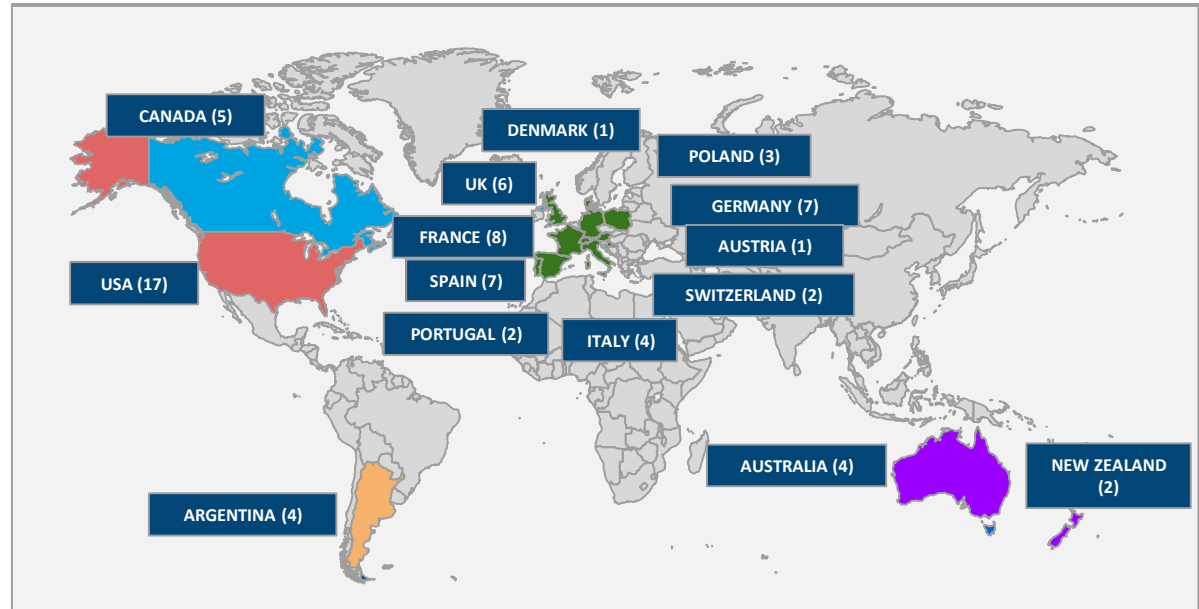 CANADA (5)
DENMARK (1)
POLAND (3)
UK (6)
GERMANY (7)
FRANCE (8)
AUSTRIA (1)
USA (17)
SPAIN (7)
SWITZERLAND (2)
PORTUGAL (2)
ITALY (4)
AUSTRALIA (4)
NEW ZEALAND
(2)
ARGENTINA (4)